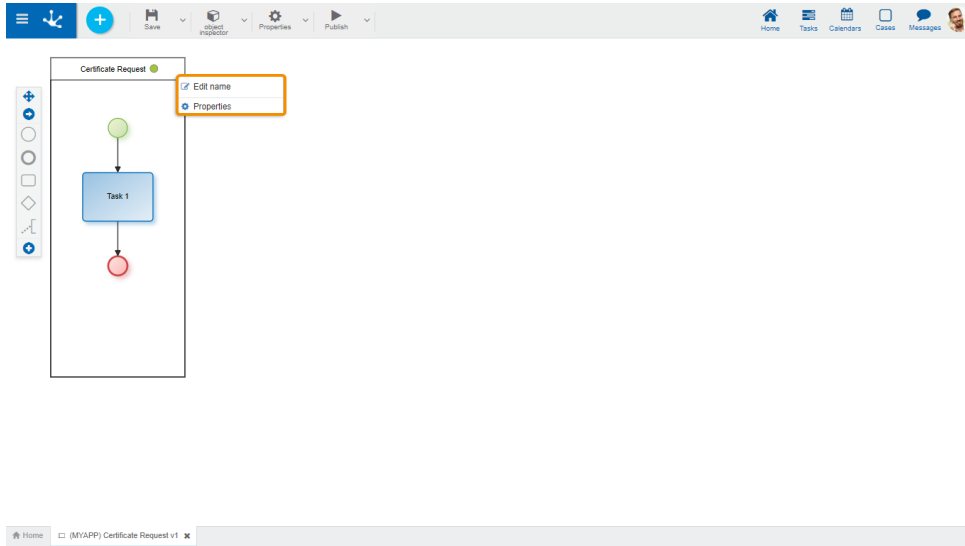 Save
object
inspector
Properties
Publish
Home
Tasks
Calendars
Cases
Messages
Certificate Request
Edit name
Properties
Task 1
Home
(MYAPP) Certificate Request v1